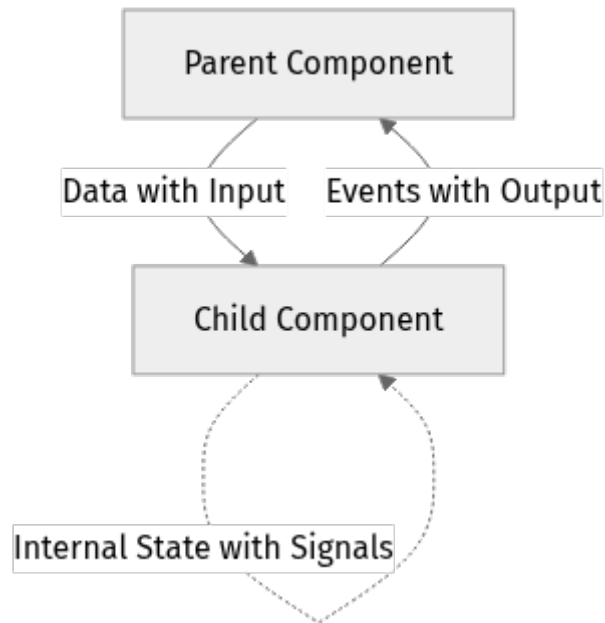 Parent Component
Data with Input
Events with Output
Child Component
Internal State with Signals